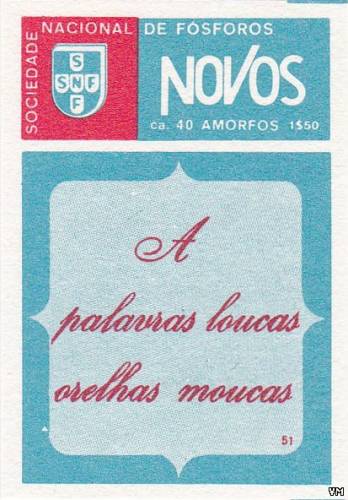 SOCIEDADE NACIONAL DE FÓSFOROS
S
SNF
F
NOVOS
ca. 40 AMORFOS 1$50
A
palavras loucas
orelhas moucas
51
VM